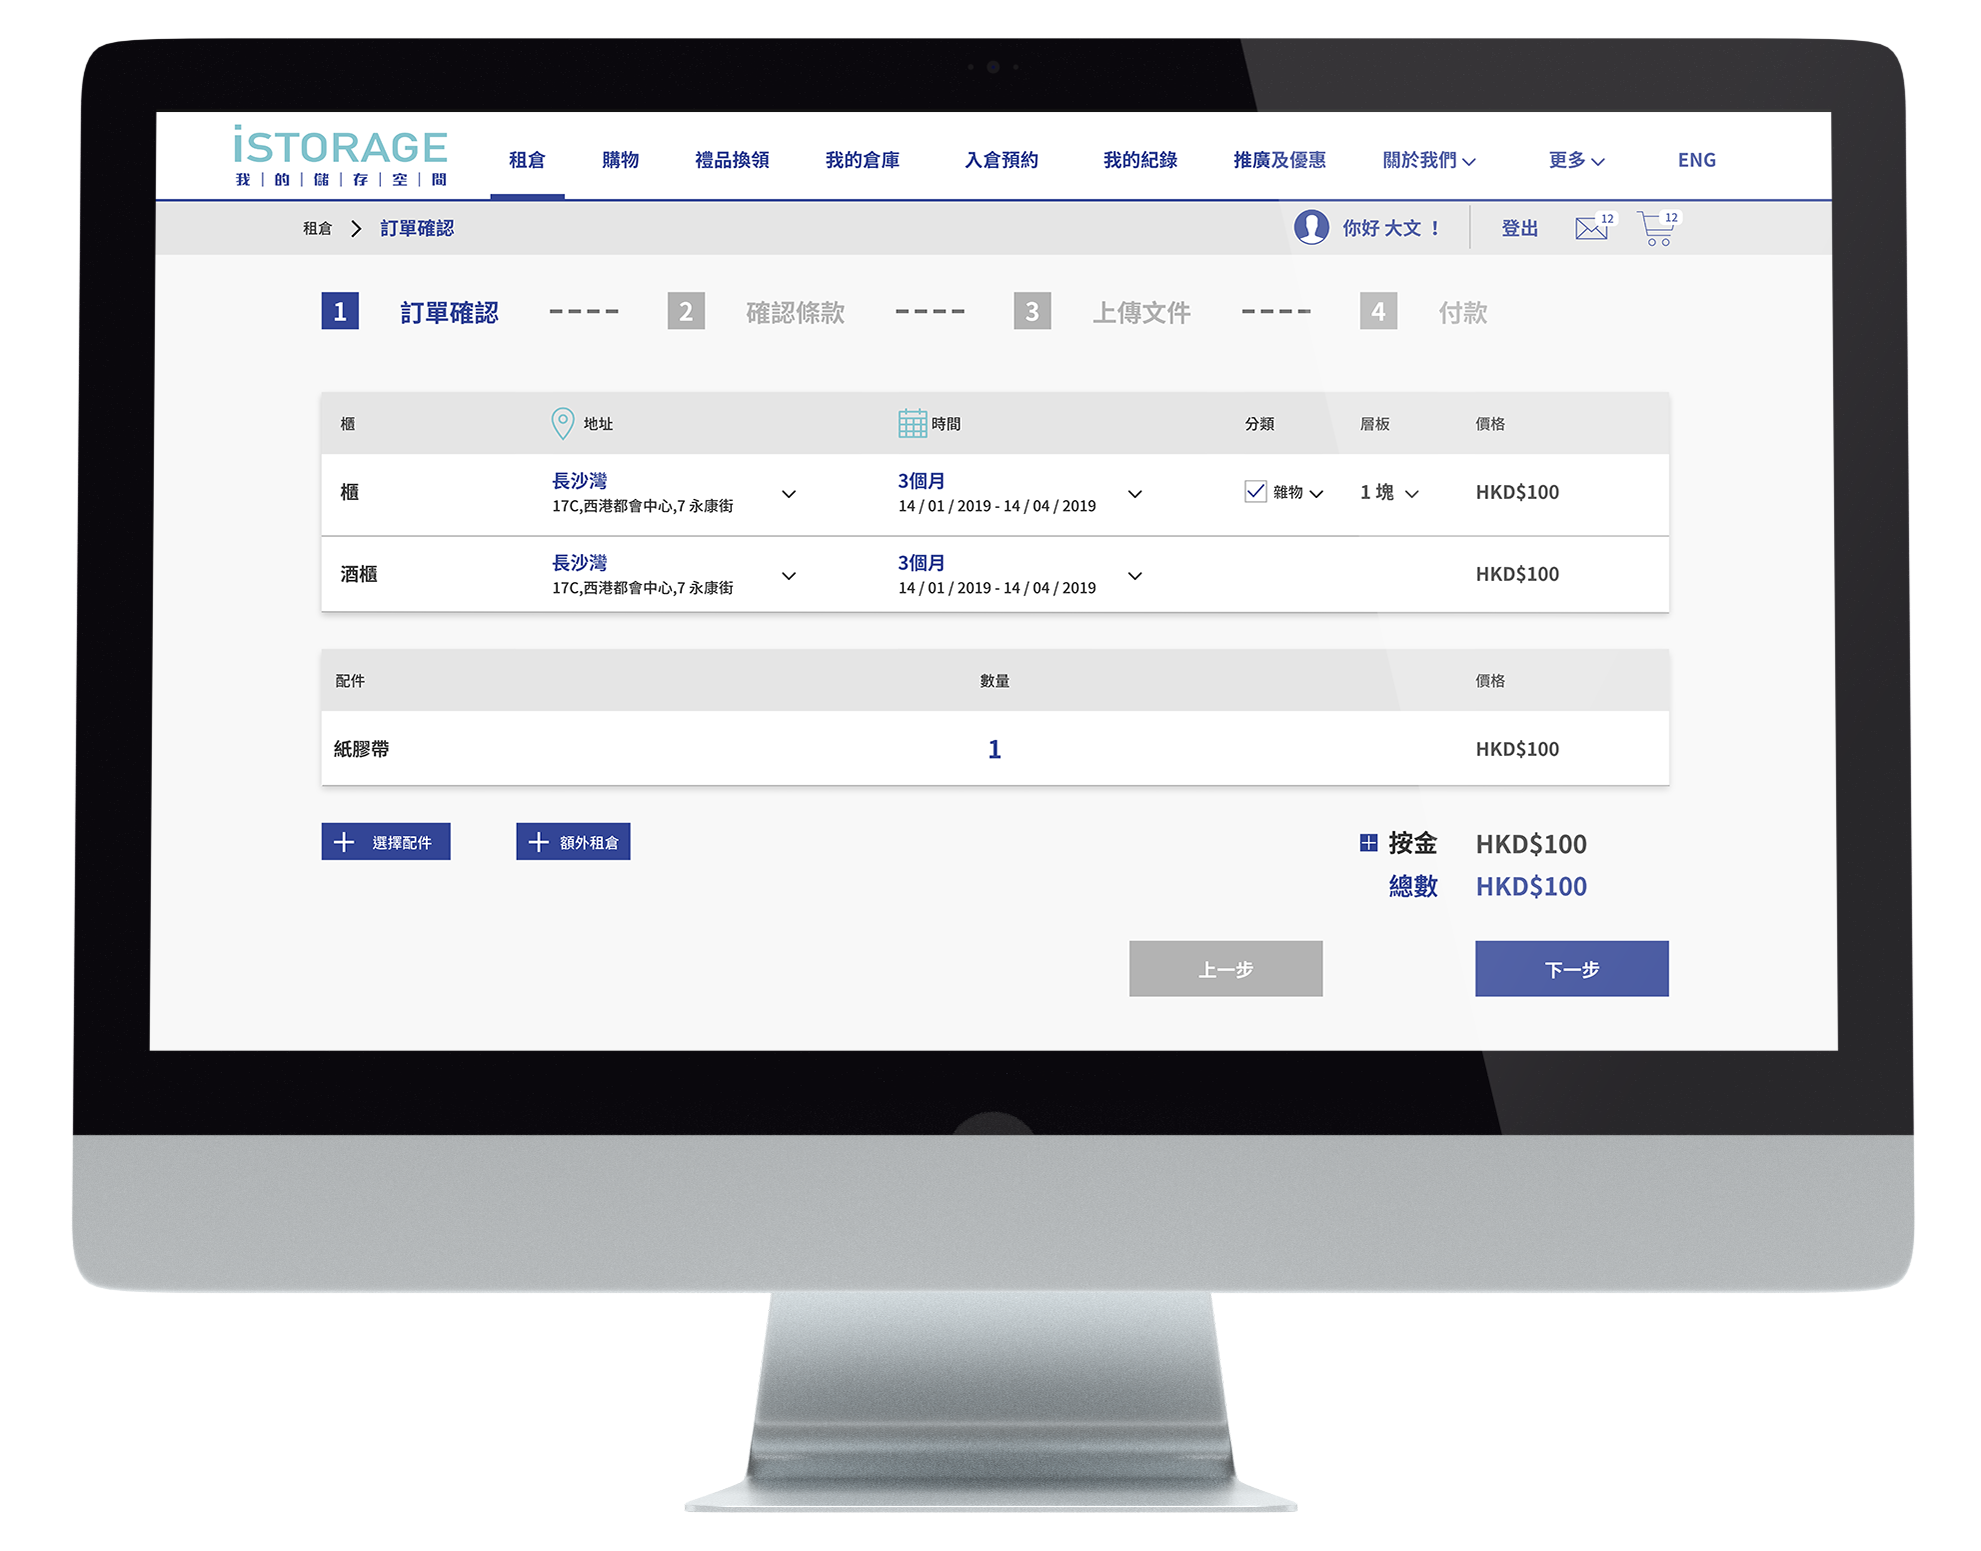 iSTORAGE
我|的|儲|存|空|間
租倉 購物 禮品換領 我的倉庫 入倉預約 我的紀錄 推廣及優惠 關於我們 更多 ENG
租倉 訂單確認 你好 大文 ！ 登出 12 12
1 訂單確認 ---- 2 確認條款 ---- 3 上傳文件 ---- 4 付款
櫃 地址 時間 分類 層板 價格
櫃 長沙灣 3個月 雜物 1 塊 HKD$100
17C,西港都會中心,7 永康街 14 / 01 / 2019 - 14 / 04 / 2019
酒櫃 長沙灣 3個月 HKD$100
17C,西港都會中心,7 永康街 14 / 01 / 2019 - 14 / 04 / 2019
配件 數量 價格
紙膠帶 1 HKD$100
選擇配件 額外租倉 按金 HKD$100
總數 HKD$100
上一步 下一步